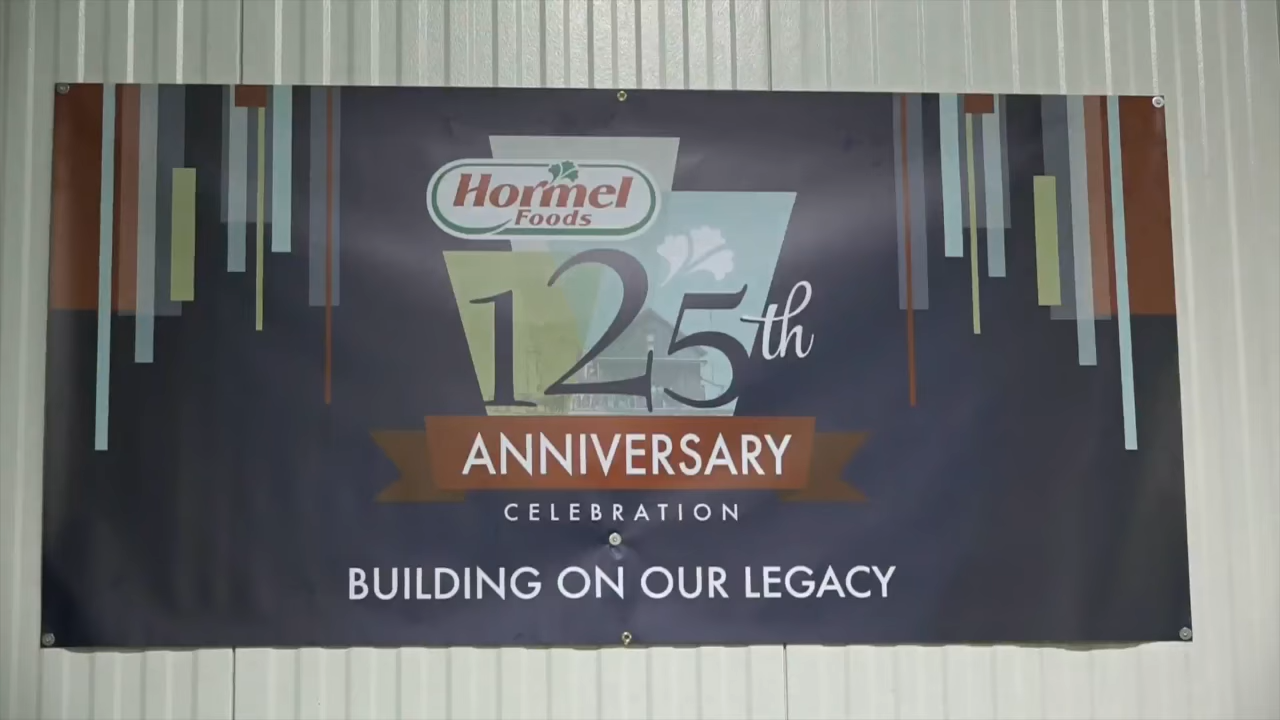 Hormel
Foods
125th
ANNIVERSARY
CELEBRATION
BUILDING ON OUR LEGACY